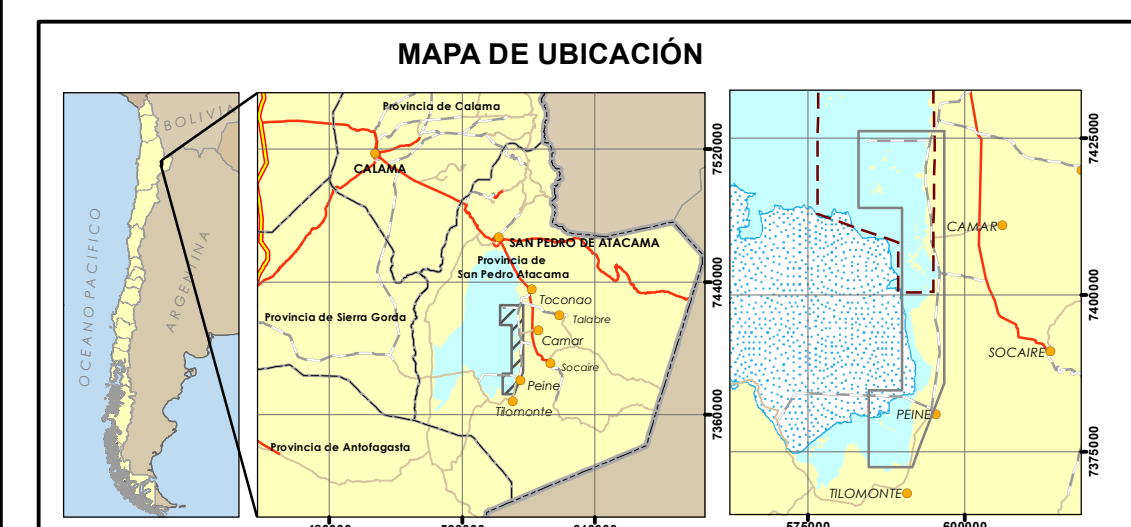 MAPA DE UBICACIÓN
BOLIVIA
OCEANO PACIFICO
ARGENTINA
Provincia de Calama
CALAMA
SAN PEDRO DE ATACAMA
Provincia de
San Pedro Atacama
Toconao
Talabre
Provincia de Sierra Gorda
Camar
Socaire
Peine
Tilomonte
Provincia de Antofagasta
7520000
7440000
7360000
CAMAR
SOCAIRE
PEINE
TILOMONTE
7425000
7400000
7375000
575000
600000